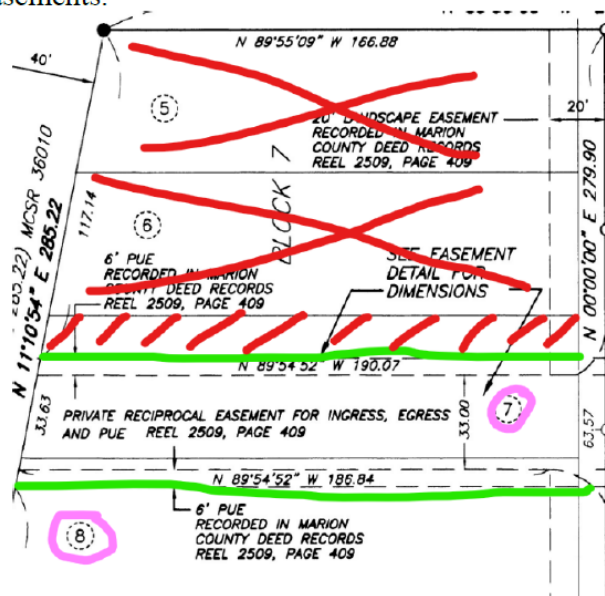 asements.
N 89'55'09" W 166.88
40'
5
20' LANDSCAPE EASEMENT
RECORDED IN MARION
COUNTY DEED RECORDS
REEL 2509, PAGE 409
20'
BLOCK 7
N 00'00'00" E 279.90
285.22) MCSR 36010
N 11'10'54" E 285.22
117.14
6
6' PUE
RECORDED IN MARION
COUNTY DEED RECORDS
REEL 2509, PAGE 409
SEE EASEMENT
DETAIL FOR
DIMENSIONS
N 89'54'52" W 190.07
33.63
PRIVATE RECIPROCAL EASEMENT FOR INGRESS, EGRESS
AND PUE REEL 2509, PAGE 409
33.00
7
63.57
N 89'54'52" W 186.84
6' PUE
RECORDED IN MARION
COUNTY DEED RECORDS
REEL 2509, PAGE 409
8